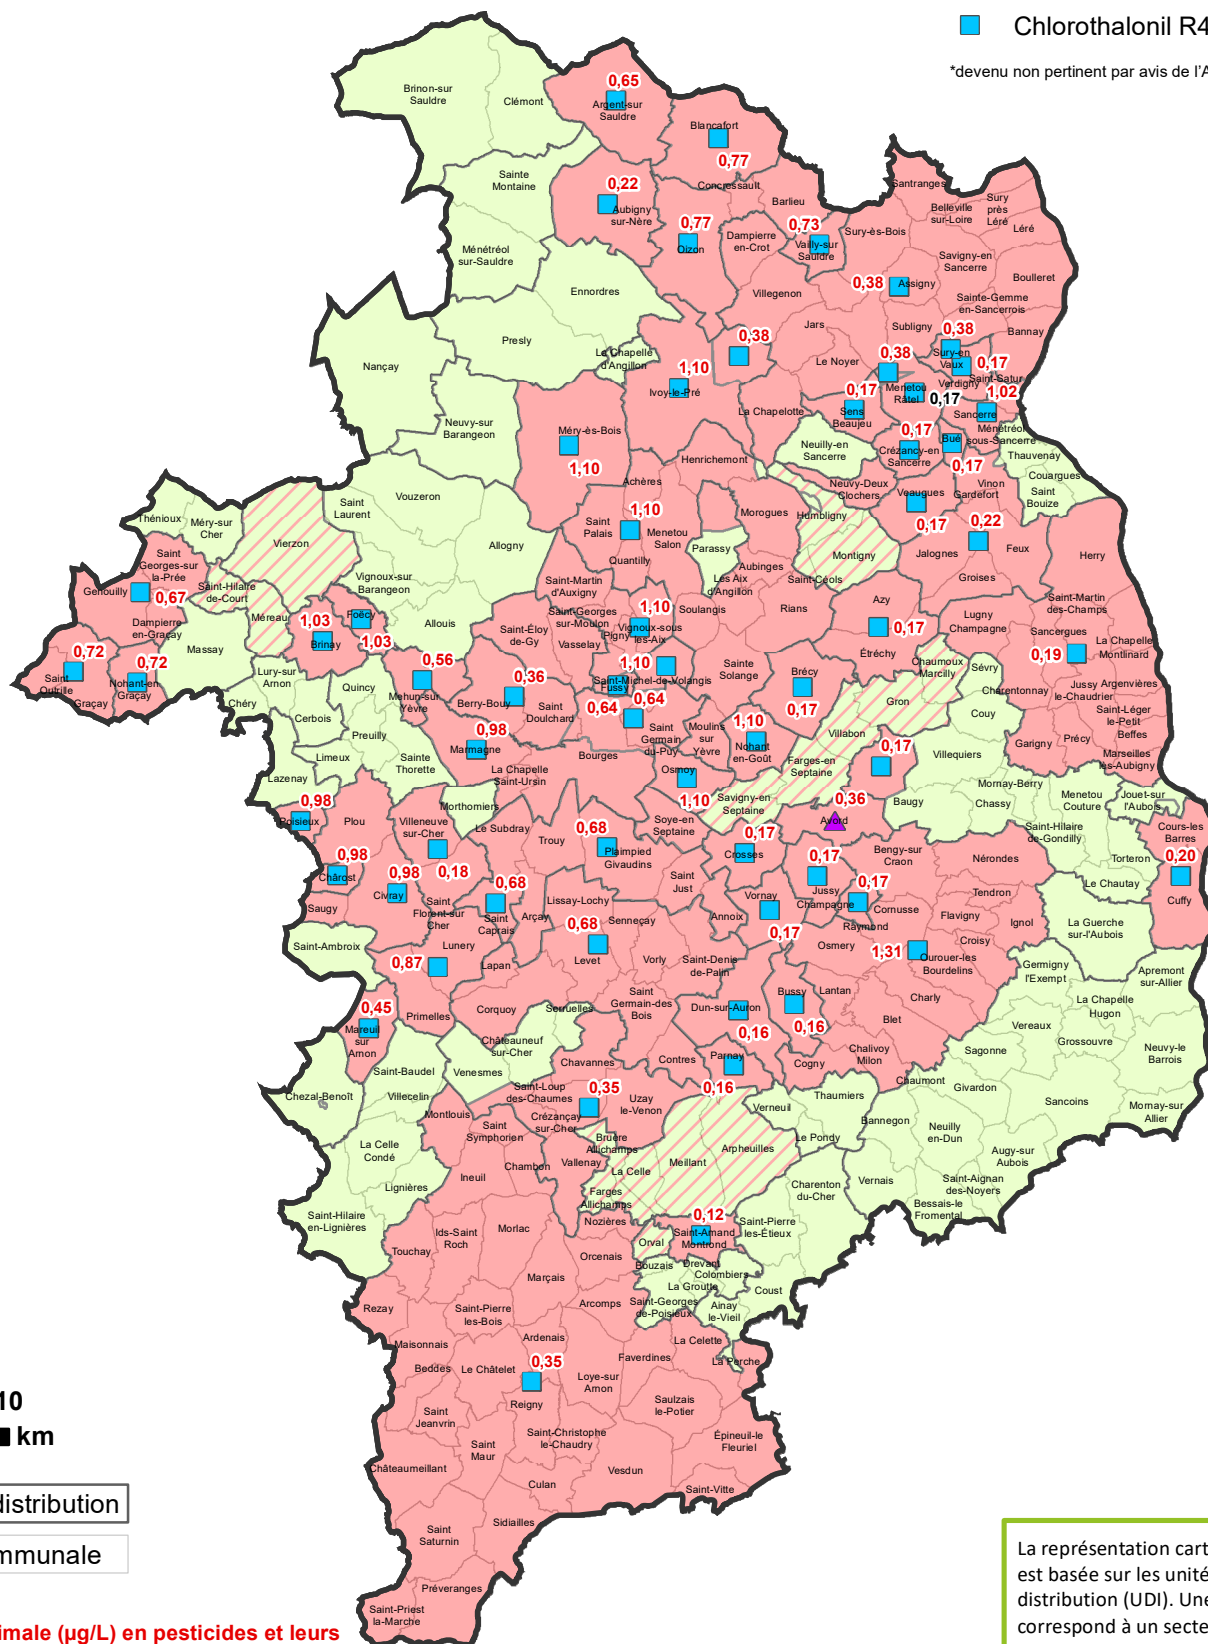 Chlorothalonil R4
*devenu non pertinent par avis de l'A
Brinon-sur
Sauldre
Clémont
0,65
Argent-sur
Sauldre
Blancafort
0,77
Concressault
Sainte
Montaine
0,22
Aubigny
sur-Nère
Barlieu
Santranges
Belleville
sur-Loire
Sury
près
Léré
Léré
0,77
Oizon
Dampierre
en-Crot
0,73
Vailly-sur
Sauldre
Sury-ès-Bois
Ménétréol
sur-Sauldre
Savigny-en
Sancerre
Boulleret
0,38
Assigny
Ennordres
Villegenon
Sainte-Gemme
en-Sancerrois
Presly
Jars
Subligny
Bannay
0,38
0,38
Sury-en
Vaux
La Chapelle
d'Angillon
Nançay
Le Noyer
0,38
0,17
Verdigny
Saint-Satur
1,10
Ivoy-le-Pré
Menetou
Râtel
0,17
1,02
Sancerre
0,17
Sens
Beaujeu
La Chapelotte
Neuvy-sur
Barangeon
Méry-ès-Bois
1,10
0,17
Crézancy-en
Sancerre
Bué
0,17
Ménétréol
sous-Sancerre
Neuilly-en
Sancerre
Thauvenay
Couargues
Saint
Bouize
Henrichemont
Achères
Neuvy-Deux
Clochers
Veaugues
0,17
Vinon
Gardefort
Vouzeron
Saint
Laurent
Thénioux
Méry-sur
Cher
Vierzon
Allogny
Saint
Palais
1,10
Menetou
Salon
Quantilly
Morogues
Humbligny
Montigny
Parassy
0,22
Feux
Jalognes
Herry
Saint
Georges-sur
la-Prée
Genouilly
0,67
Saint-Hilaire
de-Court
Vignoux-sur
Barangeon
Saint-Martin
d'Auxigny
Les Aix
d'Angillon
Aubinges
Saint-Céols
Groises
Dampierre
en-Graçay
Méreau
1,03
Brinay
Foëcy
1,03
Allouis
Saint-Éloy
de-Gy
Saint-Georges
sur-Moulon
Vasselay
1,10
Vignoux-sous
les-Aix
Pigny
Soulangis
Rians
Azy
0,17
Étréchy
Lugny
Champagne
Saint-Martin
des-Champs
Sancergues
0,19
La Chapelle
Montlinard
0,72
Saint
Outrille
Graçay
0,72
Nohant-en
Graçay
Massay
Lury-sur
Arnon
Chéry
Quincy
0,56
Mehun-sur
Yèvre
0,36
Berry-Bouy
Saint
Doulchard
1,10
Saint-Michel-de-Volangis
Fussy
0,64
0,64
Sainte
Solange
Brécy
0,17
Chaumoux
Marcilly
Sévry
Charentonnay
Jussy
le-Chaudrier
Argenvières
Cerbois
Preuilly
Limeux
Sainte
Thorette
0,98
Marmagne
La Chapelle
Saint-Ursin
Bourges
Saint
Germain
du-Puy
Moulins
sur
Yèvre
1,10
Nohant
en-Goût
Gron
Villabon
Couy
Garigny
Précy
Saint-Léger
le-Petit
Beffes
Marseilles
lès-Aubigny
Lazenay
0,98
Poisieux
Plou
Morthomiers
Villeneuve
sur-Cher
0,18
Le Subdray
Osmoy
1,10
Savigny-en
Septaine
Farges-en
Septaine
0,17
Villequiers
Baugy
Mornay-Berry
Chassy
Menetou
Couture
Jouet-sur
l'Aubois
0,36
Avord
Trouy
0,68
Plaimpied
Givaudins
Soye-en
Septaine
0,17
Crosses
Bengy-sur
Craon
Saint-Hilaire
de-Gondilly
Cours-les
Barres
0,20
Cuffy
0,98
Chârost
0,98
Civray
Saugy
Saint
Florent-sur
Cher
0,68
Saint
Caprais
Arçay
Lissay-Lochy
Saint
Just
0,17
Jussy
Champagne
Nérondes
Torteron
Le Chautay
Vornay
0,17
0,17
Raymond
Cornusse
Tendron
Flavigny
Ignol
La Guerche
sur-l'Aubois
Annoix
Senneçay
0,68
Levet
Saint-Ambroix
Lunery
0,87
Lapan
Vorly
Saint-Denis
de-Palin
Osmery
1,31
Ourouer-les
Bourdelins
Croisy
Germigny
l'Exempt
Apremont
sur-Allier
0,45
Mareuil
sur
Arnon
Primelles
Corquoy
Serruelles
Saint
Germain-des
Bois
Dun-sur-Auron
0,16
Bussy
0,16
Lantan
Charly
Blet
La Chapelle
Hugon
Vereaux
Grossouvre
Neuvy-le
Barrois
Châteauneuf
sur-Cher
Chavannes
Contres
Parnay
0,16
Cogny
Chalivoy
Milon
Sagonne
Saint-Baudel
Venesmes
Chezal-Benoît
Villecelin
Saint-Loup
des-Chaumes
0,35
Crézançay
sur-Cher
Uzay
le-Venon
Verneuil
Thaumiers
Chaumont
Givardon
Sancoins
Mornay-sur
Allier
Montlouis
Saint
Symphorien
Bruère
Allichamps
Le Pondy
Bannegon
Neuilly
en-Dun
Augy-sur
Aubois
La Celle
Condé
Chambon
Vallenay
La Celle
Meillant
Arpheuilles
Ineuil
Lignières
Farges
Allichamps
Charenton
du-Cher
Vernais
Saint-Aignan
des-Noyers
Bessais-le
Fromental
Saint-Hilaire
en-Lignières
Nozières
0,12
Saint-Amand
Montrond
Saint-Pierre
les-Étieux
Ids-Saint
Roch
Morlac
Touchay
Orcenais
Orval
Bouzais
Drevant
Colombiers
La Groutte
Coust
Marçais
Rezay
Saint-Pierre
les-Bois
Arcomps
Saint-Georges
de-Poisieux
Ainay
le-Vieil
Maisonnais
Ardenais
La Celette
La Perche
Beddes
Le Châtelet
0,35
Reigny
Faverdines
Loye-sur
Arnon
Saulzais
le-Potier
10
km
Saint
Jeanvrin
Saint-Christophe
le-Chaudry
Épineuil-le
Fleuriel
Saint
Maur
Châteaumeillant
Vesdun
Culan
Saint-Vitte
distribution
Sidiailles
Saint
Saturnin
mmunale
Préveranges
Saint-Priest
la-Marche
La représentation cart
est basée sur les unité
distribution (UDI). Une
correspond à un secte
imale (µg/L) en pesticides et leurs